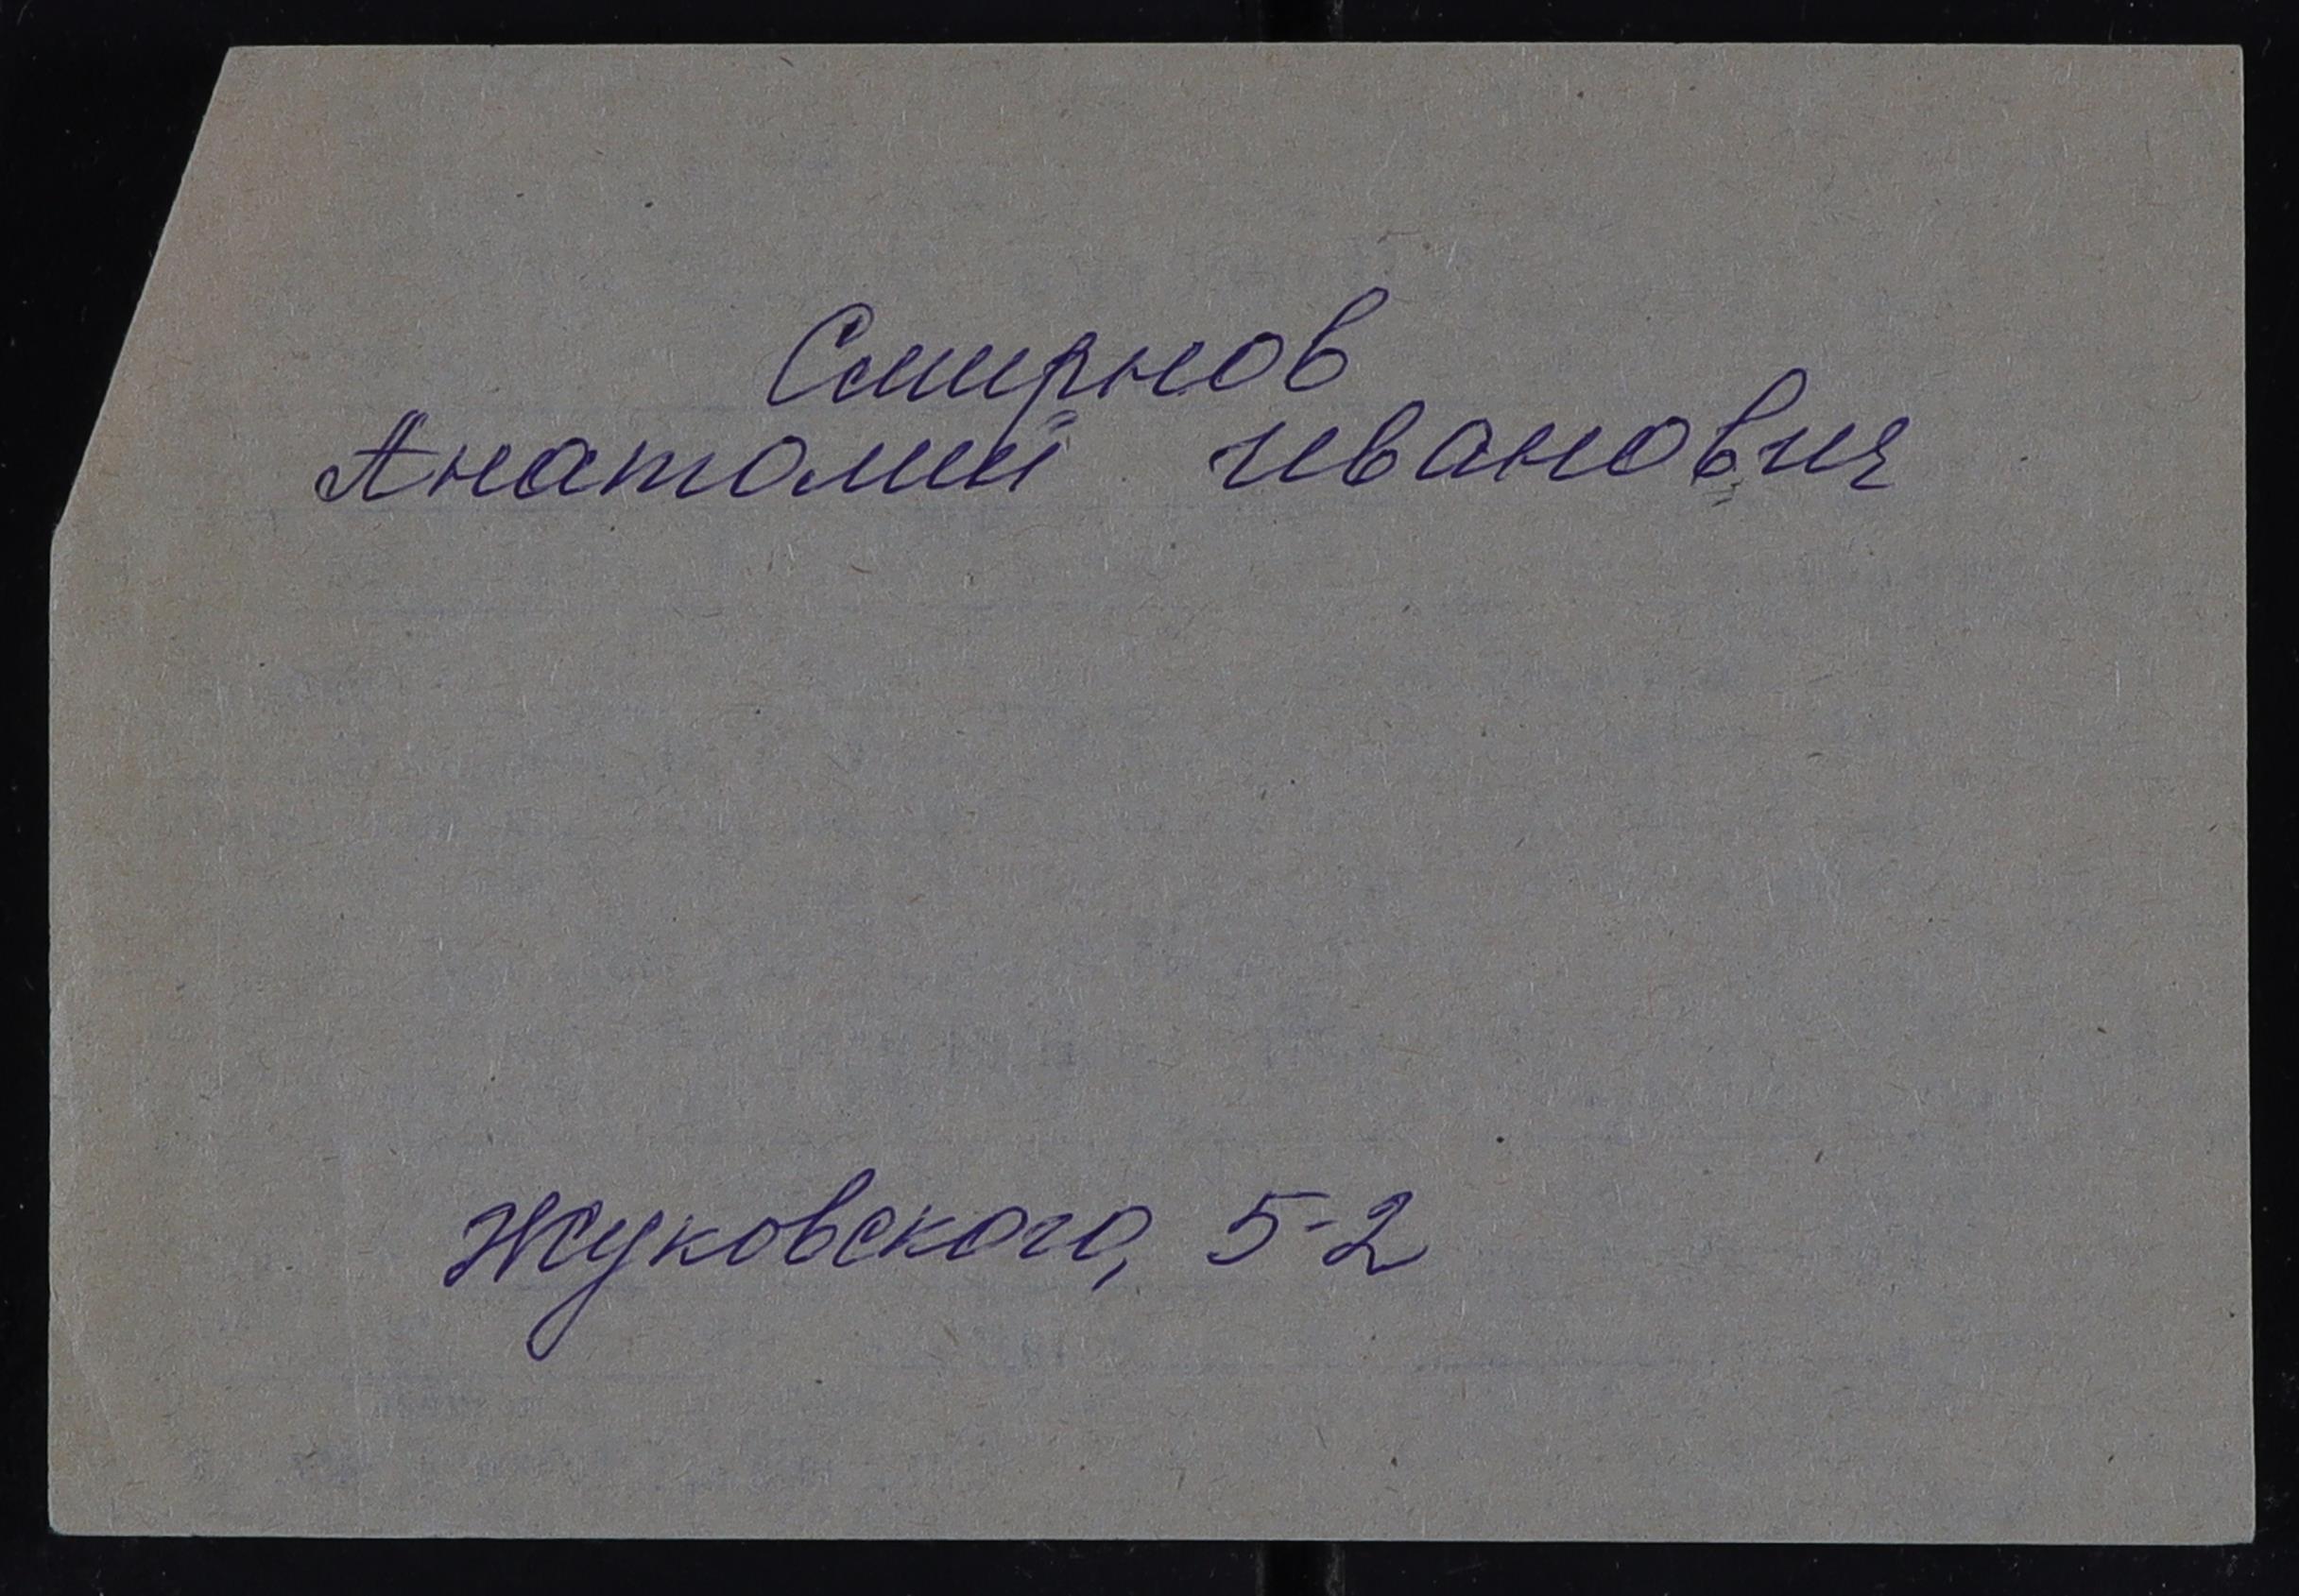 Смирнов
Анатолий Иванович
Жуковского, 5-2